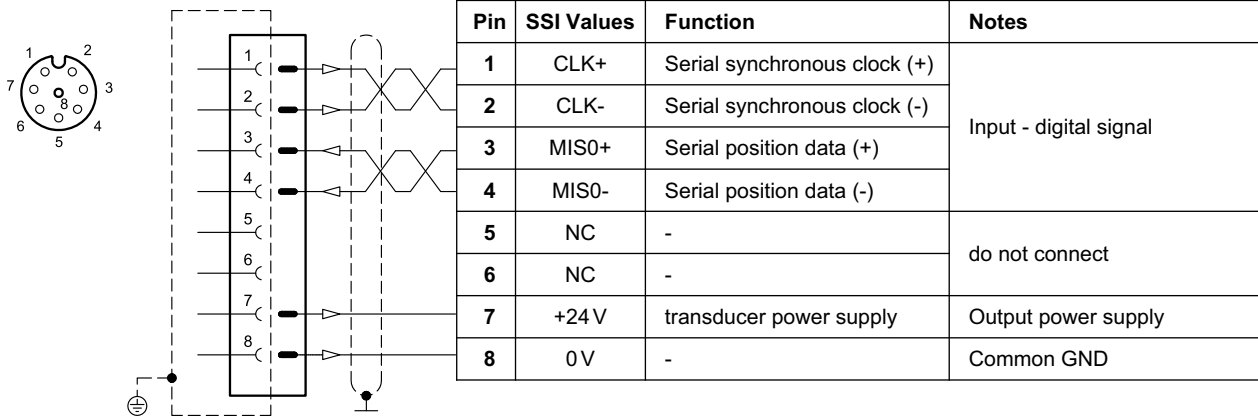 1 2
7 8 3
6 4
5
1
2
3
4
5
6
7
8
Pin SSI Values Function Notes
1 CLK+ Serial synchronous clock (+)
2 CLK- Serial synchronous clock (-)
Input - digital signal
3 MIS0+ Serial position data (+)
4 MIS0- Serial position data (-)
5 NC -
do not connect
6 NC -
7 +24 V transducer power supply Output power supply
8 0 V - Common GND